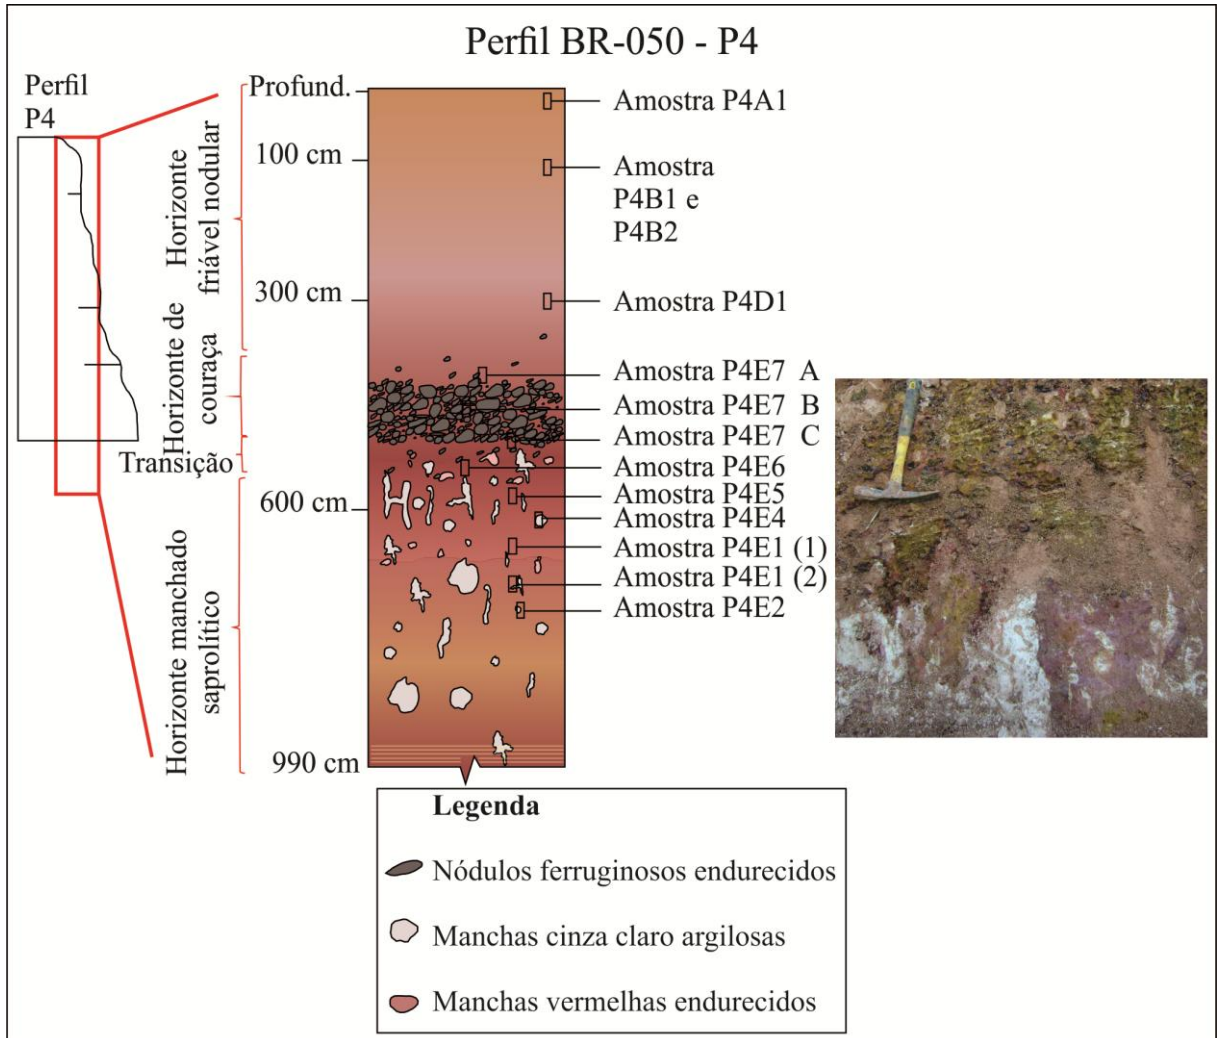 Perfil BR-050 - P4
Perfil
P4
Profund.
100 cm
300 cm
600 cm
990 cm
Horizonte
friável nodular
Horizonte de
couraça
Transição
Horizonte manchado
saprolítico
Amostra P4A1
Amostra
P4B1 e
P4B2
Amostra P4D1
Amostra P4E7 A
Amostra P4E7 B
Amostra P4E7 C
Amostra P4E6
Amostra P4E5
Amostra P4E4
Amostra P4E1 (1)
Amostra P4E1 (2)
Amostra P4E2
Legenda
Nódulos ferruginosos endurecidos
Manchas cinza claro argilosas
Manchas vermelhas endurecidos